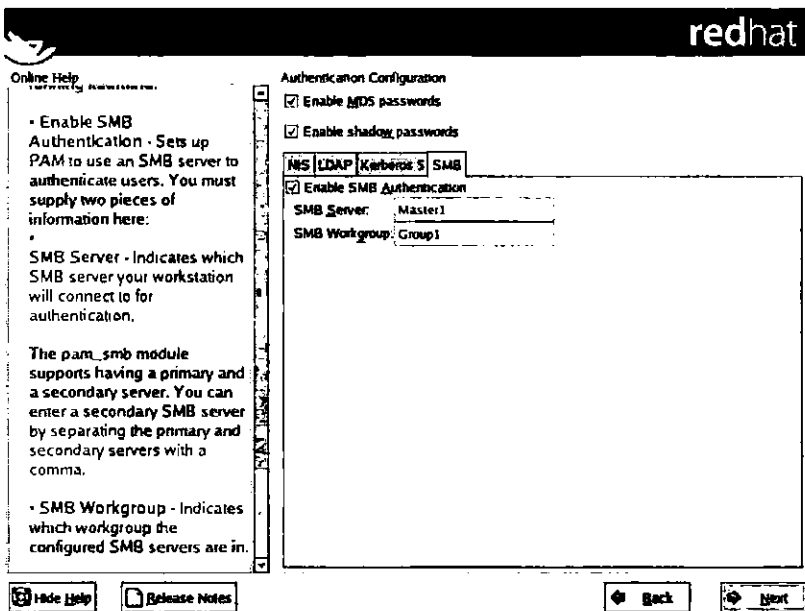 redhat
Online Help
• Enable SMB
Authentication - Sets up
PAM to use an SMB server to
authenticate users. You must
supply two pieces of
information here:
•
SMB Server - Indicates which
SMB server your workstation
will connect to for
authentication.
The pam_smb module
supports having a primary and
a secondary server. You can
enter a secondary SMB server
by separating the primary and
secondary servers with a
comma.
• SMB Workgroup - Indicates
which workgroup the
configured SMB servers are in.
Authentication Configuration
Enable MD5 passwords
Enable shadow passwords
NIS LDAP Kerberos 5 SMB
Enable SMB Authentication
SMB Server: Master1
SMB Workgroup: Group1
Hide Help
Release Notes
Back
Next